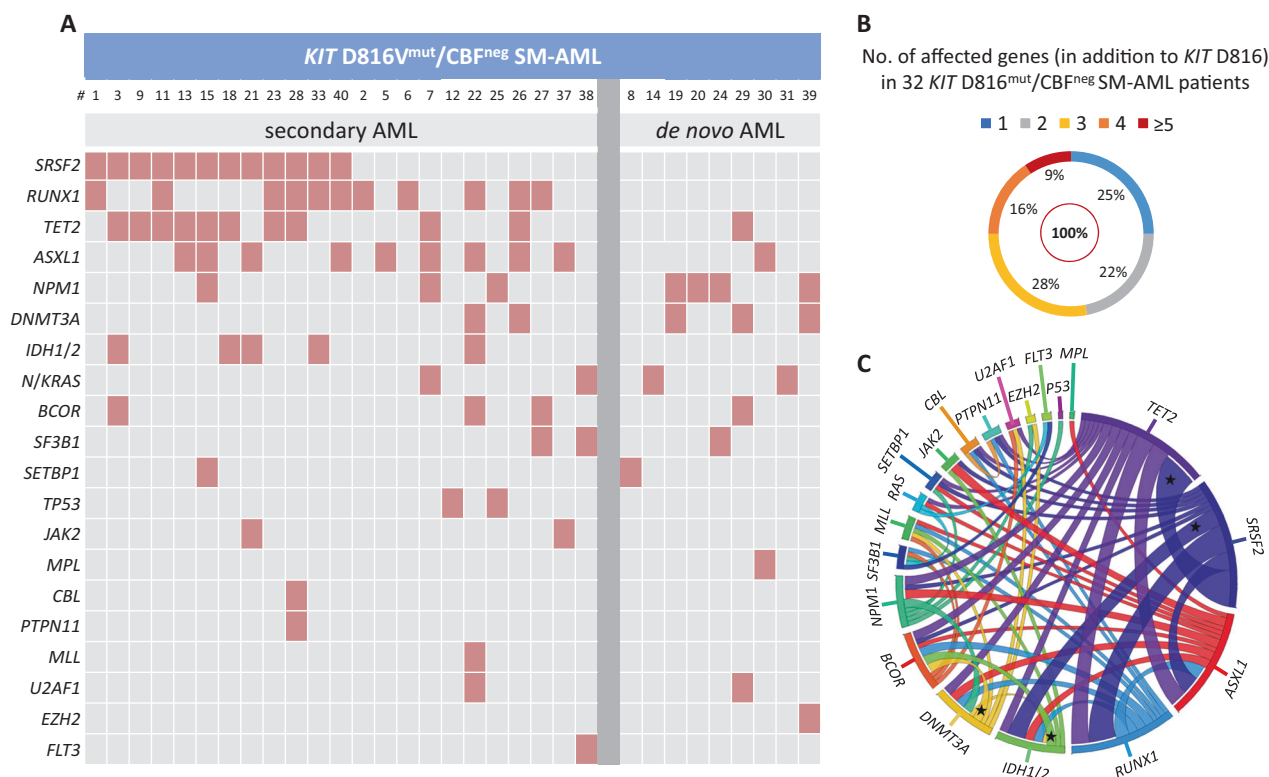 A
KIT D816Vmut/CBFneg SM-AML
# 1 3 9 11 13 15 18 21 23 28 33 40 2 5 6 7 12 22 25 26 27 37 38 8 14 19 20 24 29 30 31 39
secondary AML
de novo AML
SRSF2
RUNX1
TET2
ASXL1
NPM1
DNMT3A
IDH1/2
N/KRAS
BCOR
SF3B1
SETBP1
TP53
JAK2
MPL
CBL
PTPN11
MLL
U2AF1
EZH2
FLT3
B
No. of affected genes (in addition to KIT D816)
in 32 KIT D816mut/CBFneg SM-AML patients
1 2 3 4 ≥5
9%
25%
16%
100%
28%
22%
C
MPL
P53
FLT3
EZH2
U2AF1
PTPN11
CBL
JAK2
SETBP1
RAS
MLL
SF3B1
NPM1
BCOR
DNMT3A
IDH1/2
RUNX1
ASXL1
SRSF2
TET2